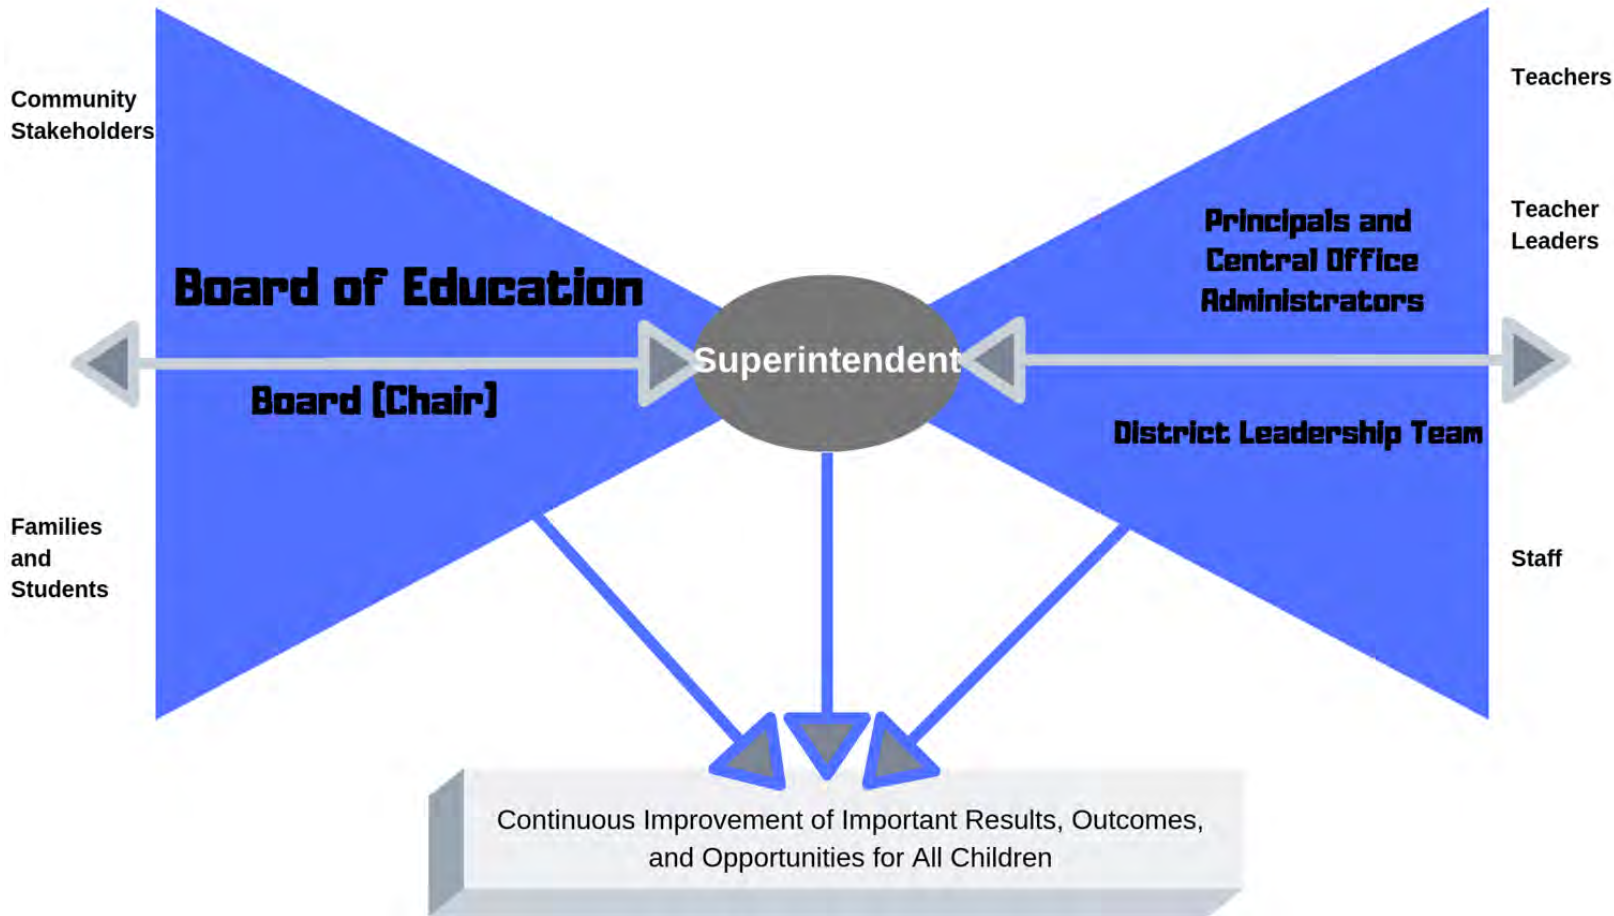 Community
Stakeholders
Families
and
Students
Board of Education
Board (Chair)
Superintendent
Principals and
Central Office
Administrators
District Leadership Team
Teachers
Teacher
Leaders
Staff
Continuous Improvement of Important Results, Outcomes,
and Opportunities for All Children